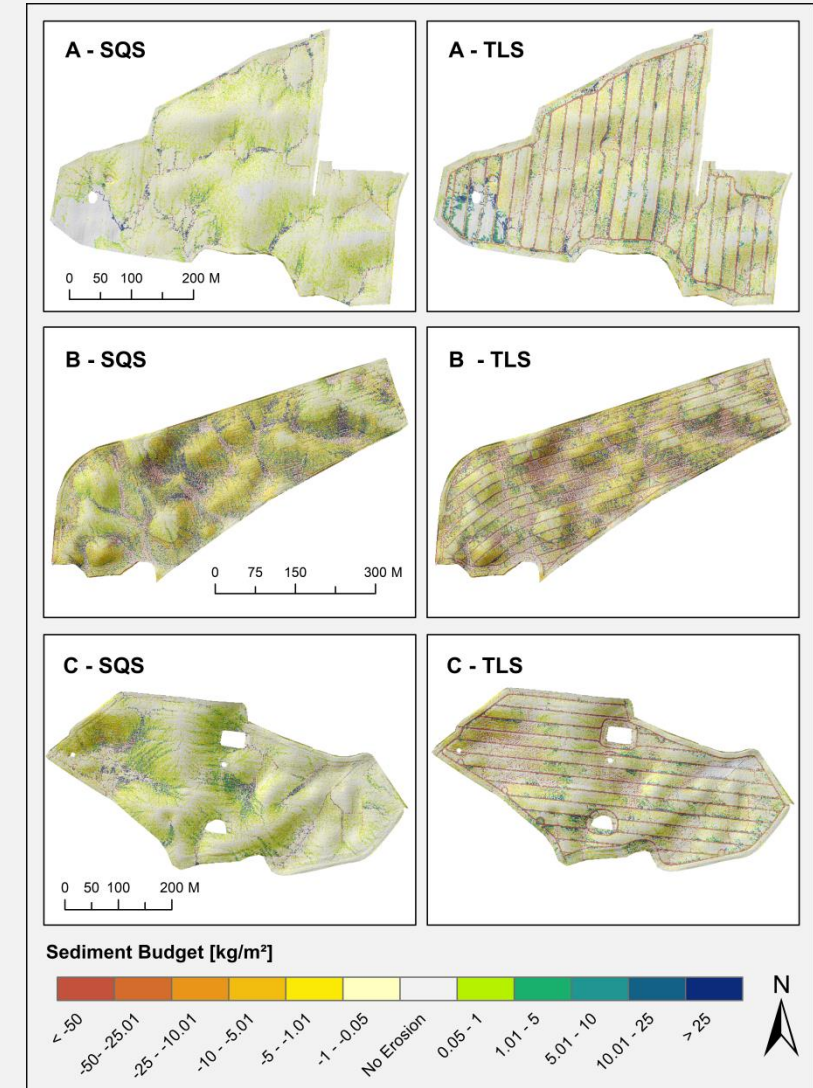 A - SQS
A - TLS
0 50 100 200 M
B - SQS
B - TLS
0 75 150 300 M
C - SQS
C - TLS
0 50 100 200 M
Sediment Budget [kg/m²]
N
< -50
-50- -25.01
-25 - -10.01
-10 - -5.01
-5 - -1.01
-1 - -0.05
No Erosion
0.05 - 1
1.01 - 5
5.01 - 10
10.01 - 25
> 25